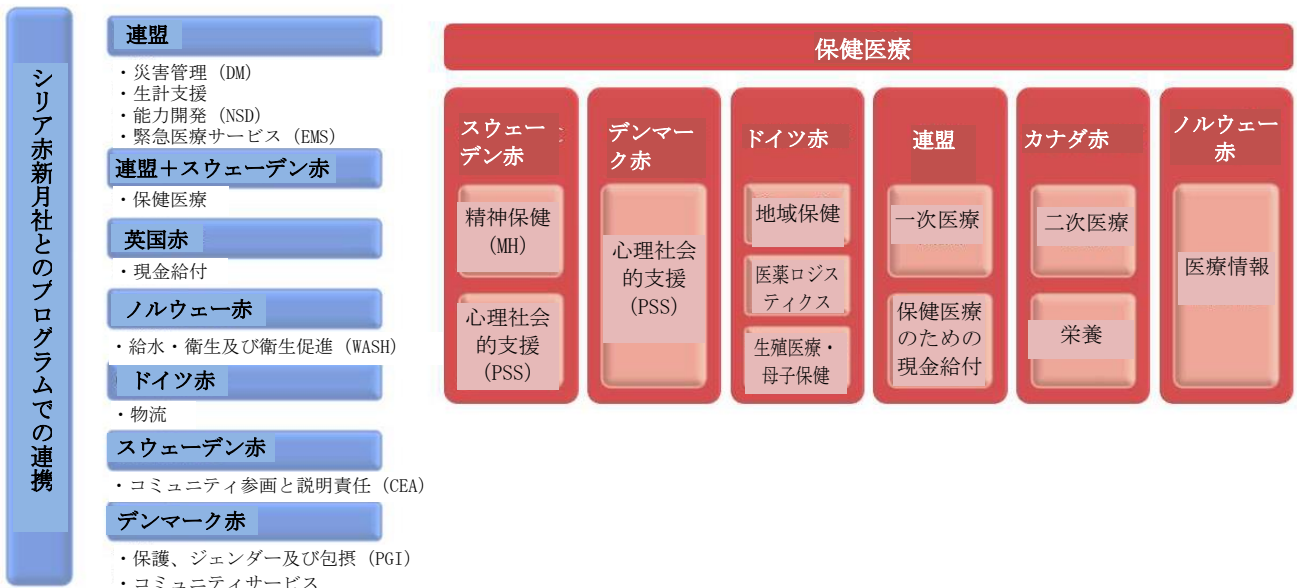 シリア赤新月社とのプログラムでの連携
連盟
・災害管理 (DM)
・生計支援
・能力開発 (NSD)
・緊急医療サービス (EMS)
連盟＋スウェーデン赤
・保健医療
英国赤
・現金給付
ノルウェー赤
・給水・衛生及び衛生促進 (WASH)
ドイツ赤
・物流
スウェーデン赤
・コミュニティ参画と説明責任 (CEA)
デンマーク赤
・保護、ジェンダー及び包摂 (PGI)
・コミュニティサービス
保健医療
スウェー
デン赤
精神保健
(MH)
心理社会
的支援
(PSS)
デンマー
ク赤
心理社会
的支援
(PSS)
ドイツ赤
地域保健
医薬ロジス
ティクス
生殖医療・
母子保健
連盟
一次医療
保健医療
のための
現金給付
カナダ赤
二次医療
栄養
ノルウェー
赤
医療情報